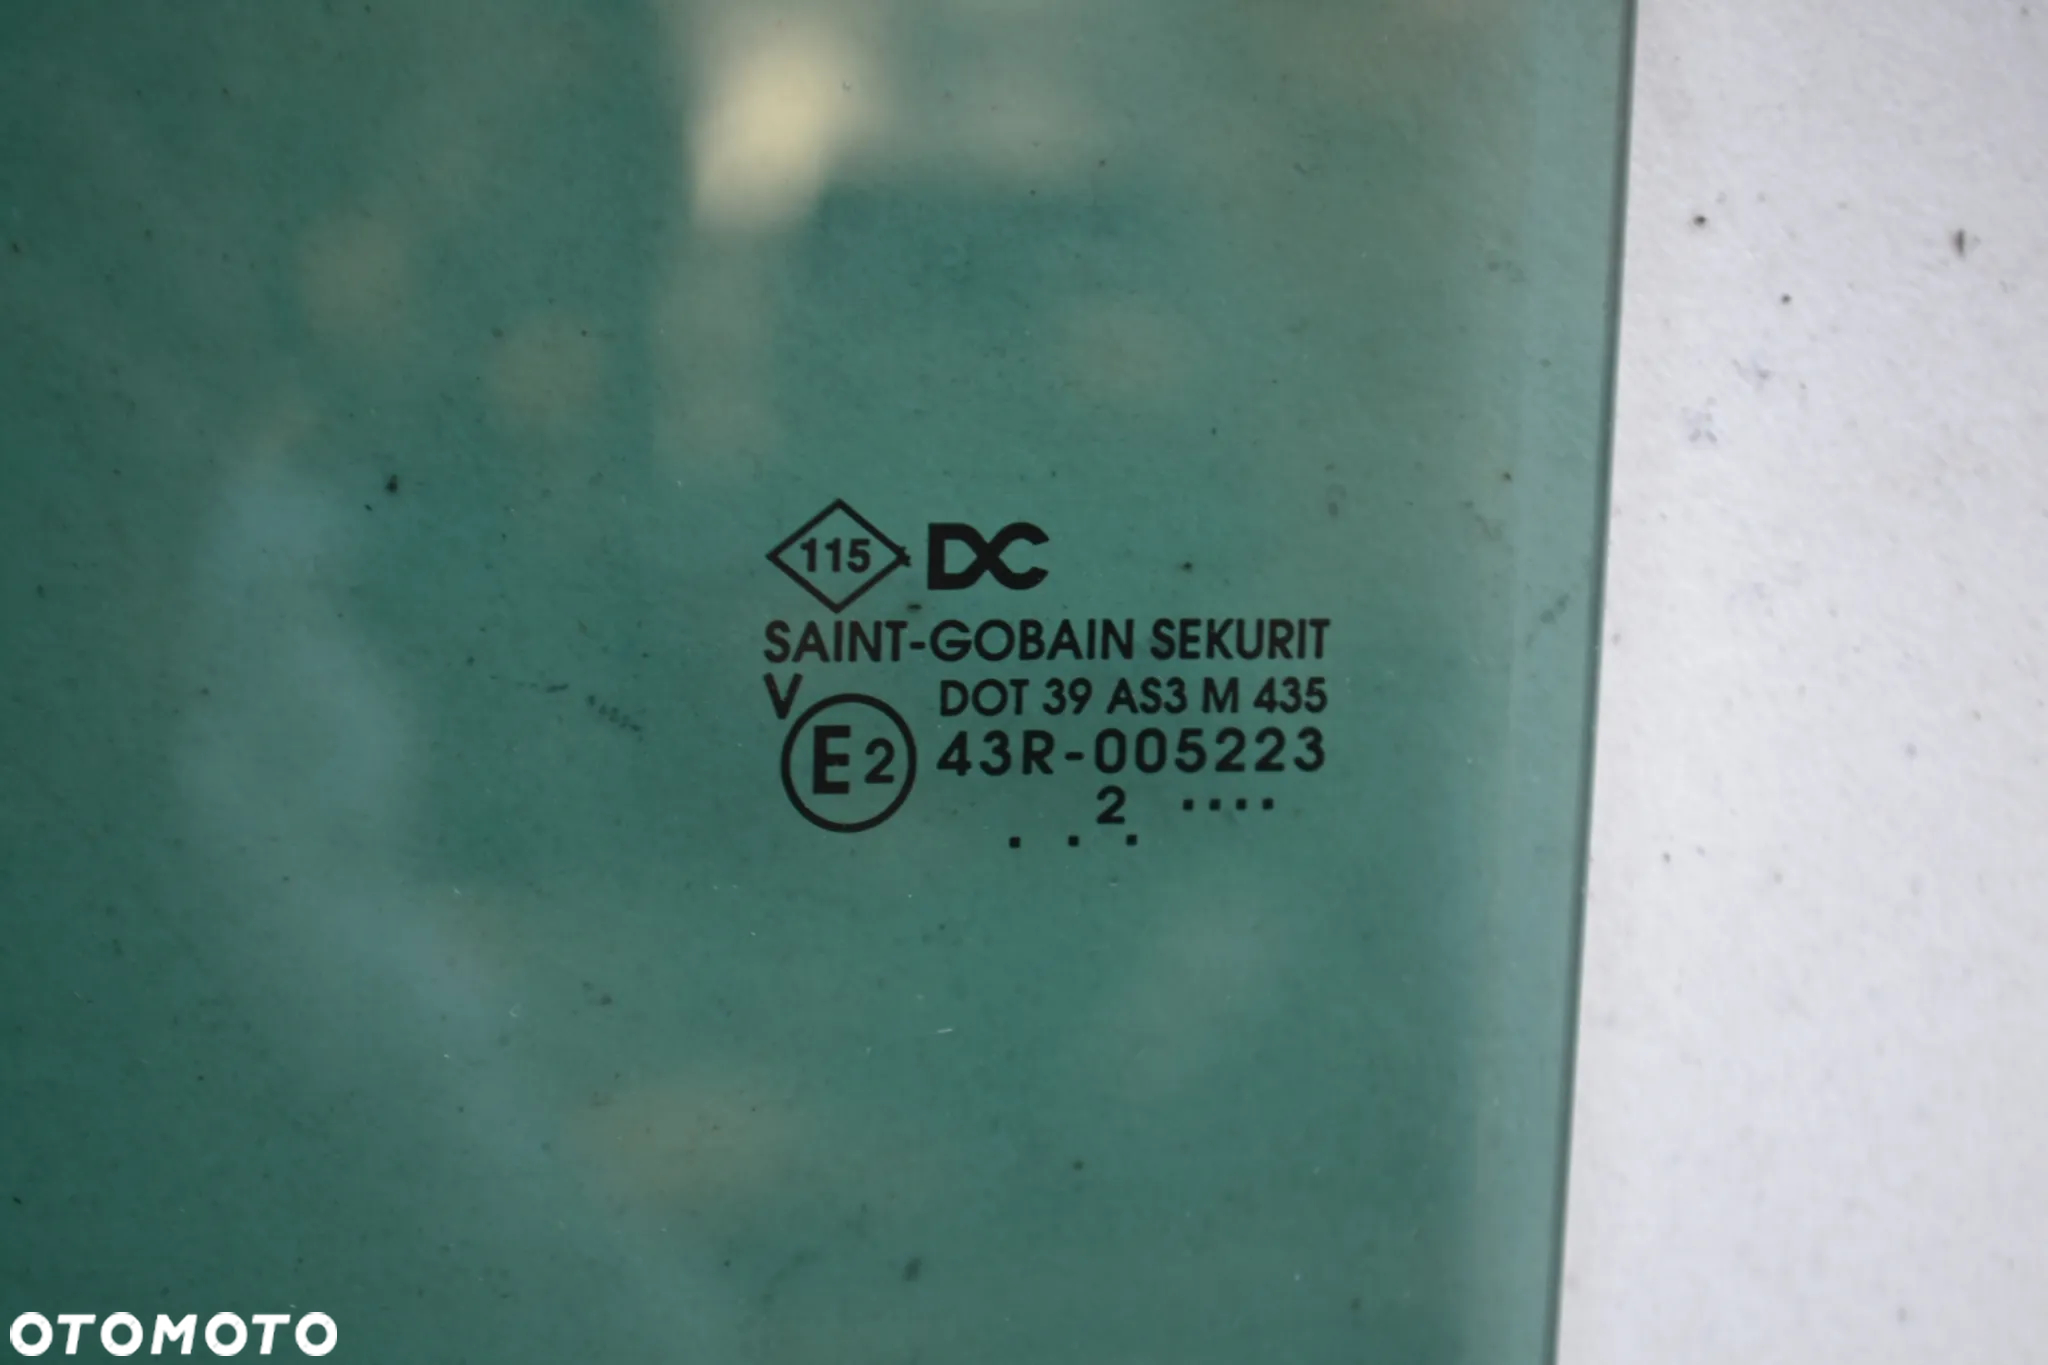 115 DC
SAINT-GOBAIN SEKURIT
V DOT 39 AS3 M 435
E2 43R-005223
2 ....
. . .
OTOMOTO